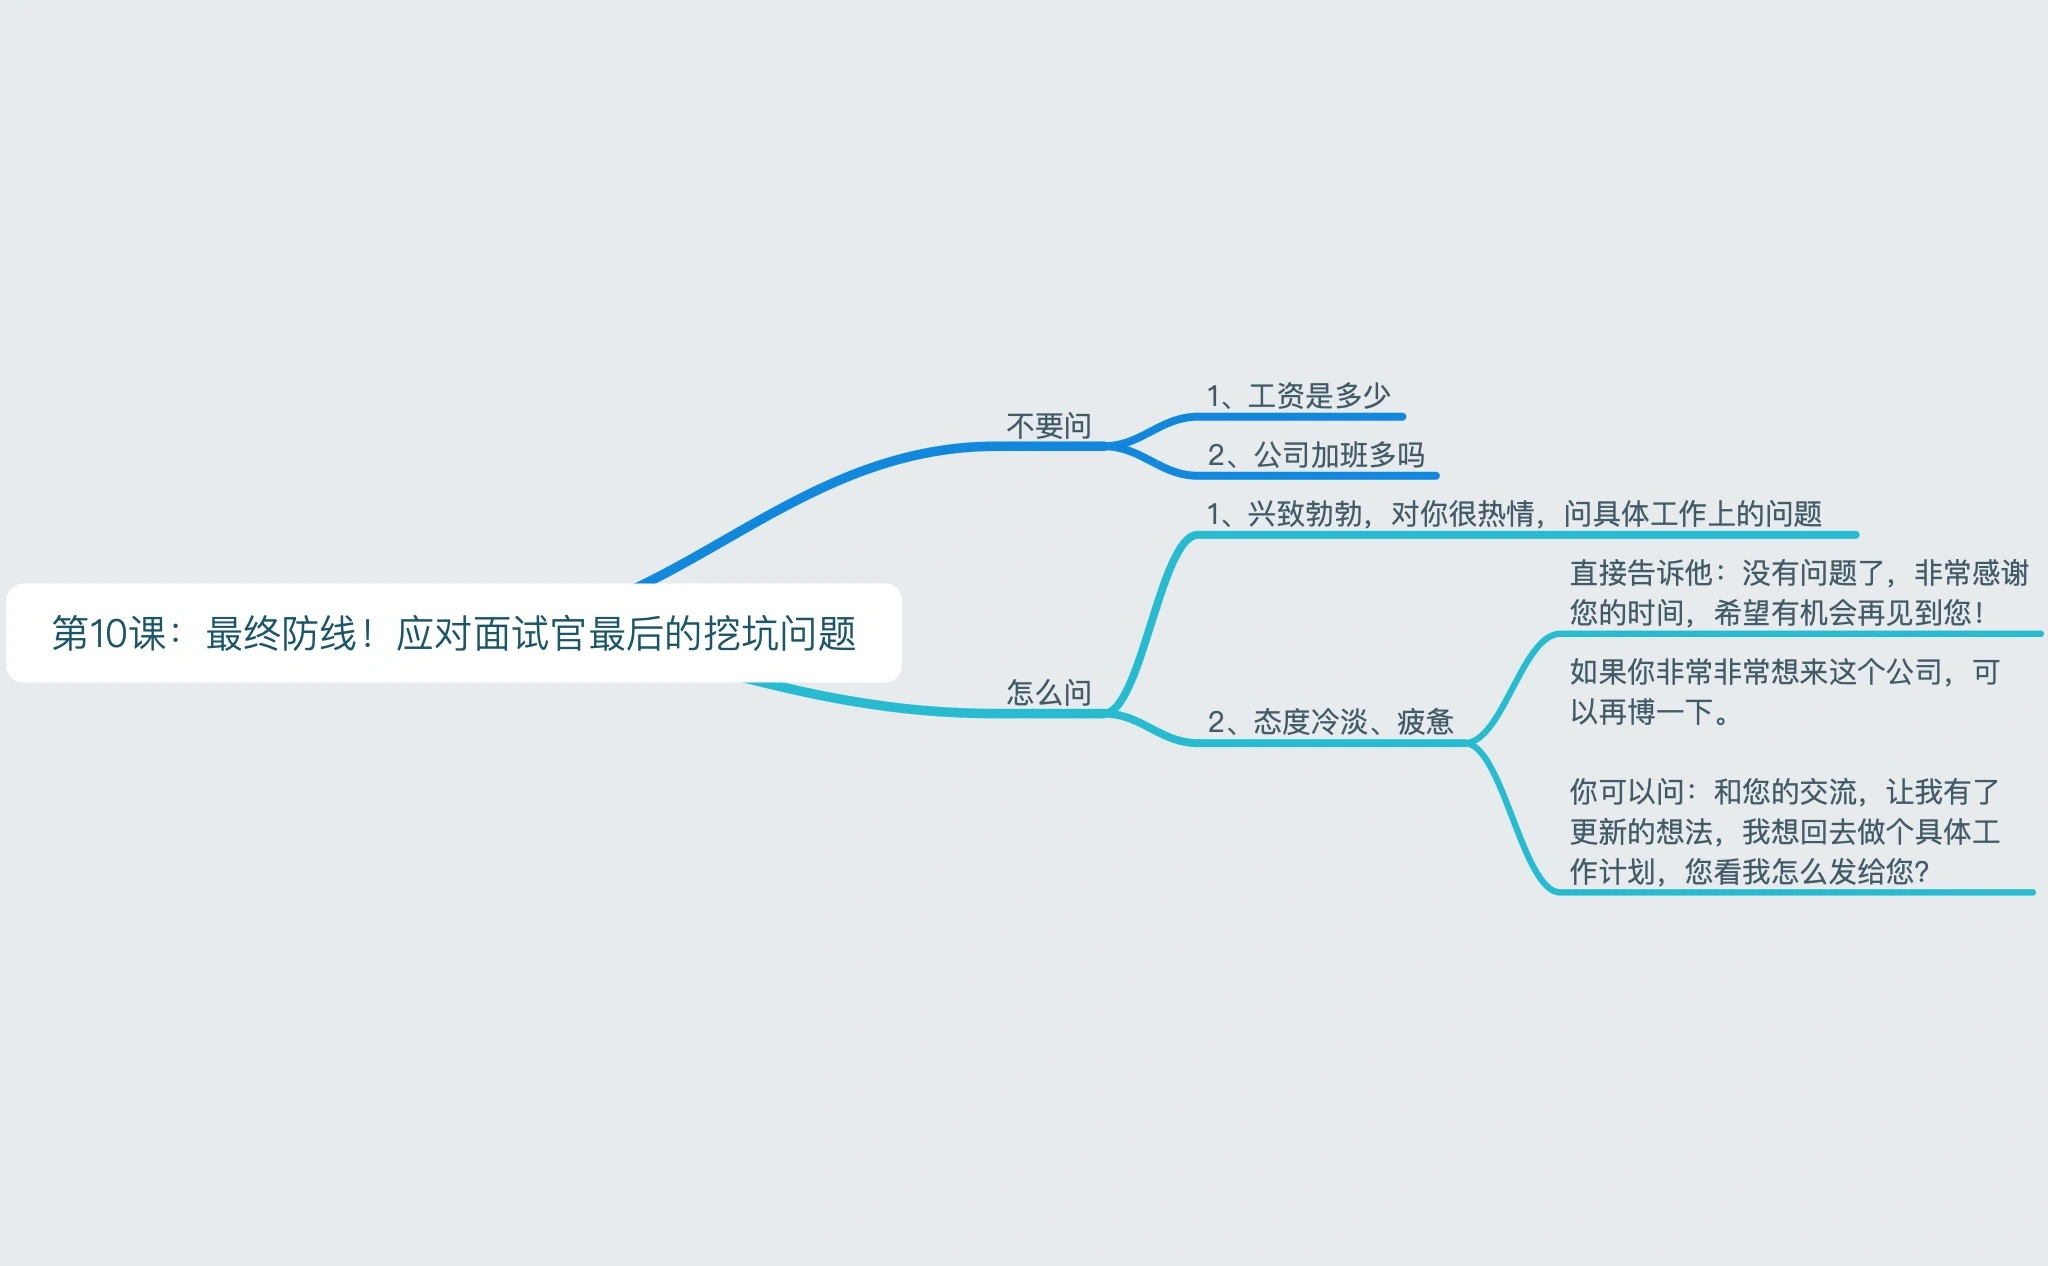 第10课：最终防线！应对面试官最后的挖坑问题
不要问
1、工资是多少
2、公司加班多吗
怎么问
1、兴致勃勃，对你很热情，问具体工作上的问题
2、态度冷淡、疲惫
直接告诉他：没有问题了，非常感谢
您的时间，希望有机会再见到您！
如果你非常非常想来这个公司，可
以再博一下。
你可以问：和您的交流，让我有了
更新的想法，我想回去做个具体工
作计划，您看我怎么发给您？